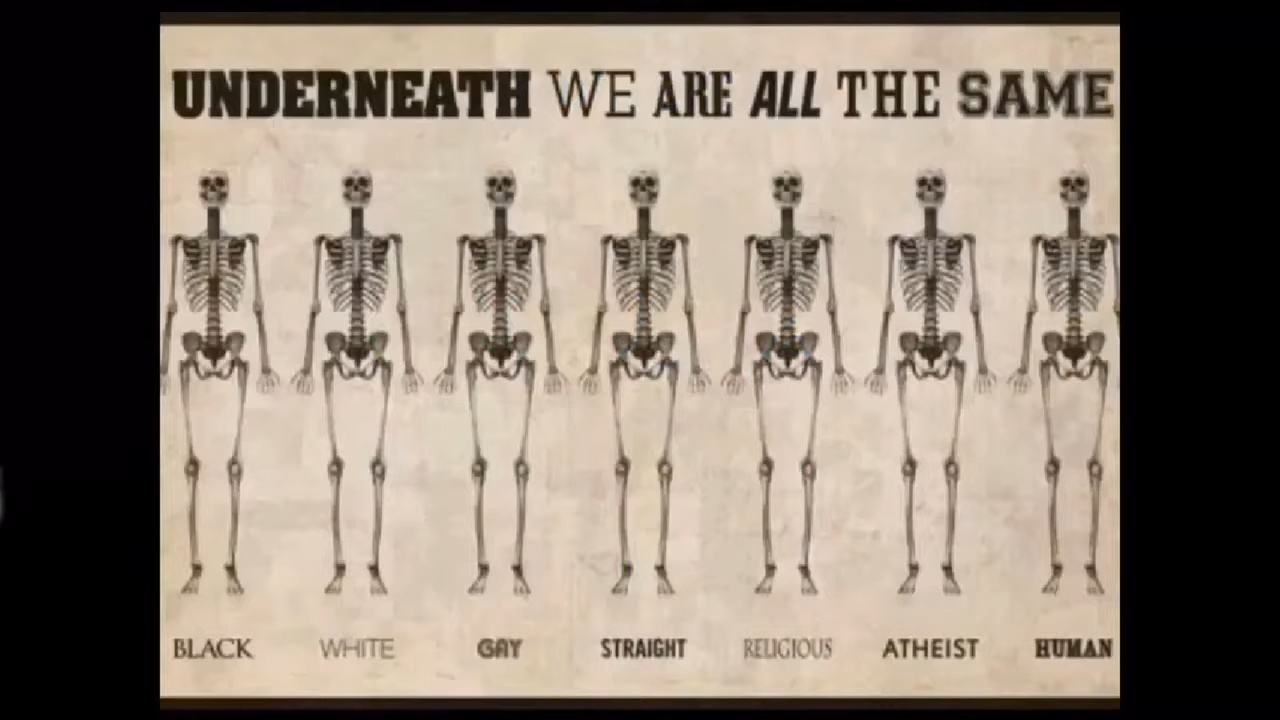 UNDERNEATH WE ARE ALL THE SAME
BLACK WHITE GAY STRAIGHT RELIGIOUS ATHEIST HUMAN